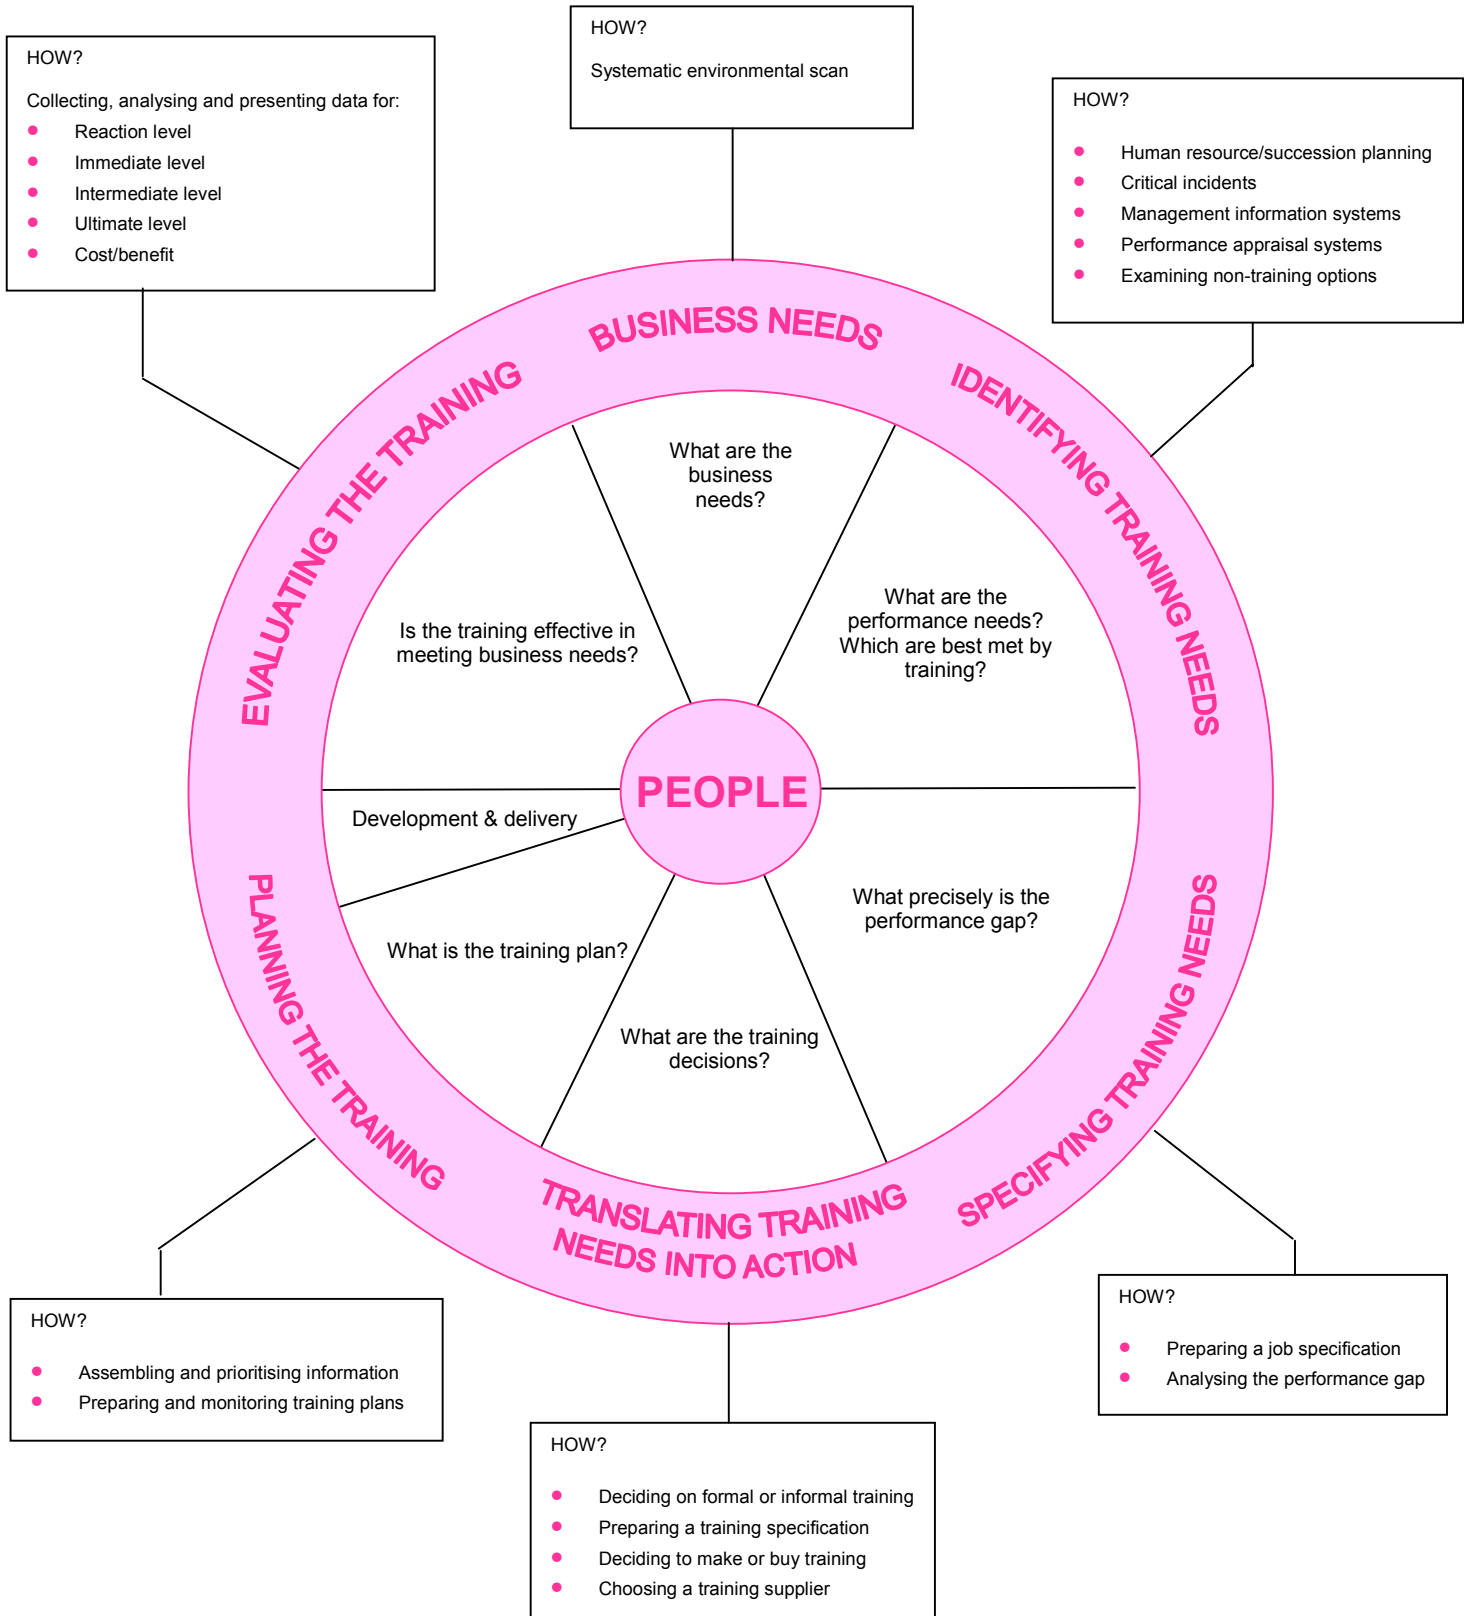 HOW?
Systematic environmental scan
HOW?
Collecting, analysing and presenting data for:
• Reaction level
• Immediate level
• Intermediate level
• Ultimate level
• Cost/benefit
HOW?
• Human resource/succession planning
• Critical incidents
• Management information systems
• Performance appraisal systems
• Examining non-training options
BUSINESS NEEDS
IDENTIFYING TRAINING NEEDS
SPECIFYING TRAINING NEEDS
TRANSLATING TRAINING
NEEDS INTO ACTION
PLANNING THE TRAINING
EVALUATING THE TRAINING
What are the
business
needs?
What are the
performance needs?
Which are best met by
training?
What precisely is the
performance gap?
What are the training
decisions?
What is the training plan?
Development & delivery
Is the training effective in
meeting business needs?
PEOPLE
HOW?
• Preparing a job specification
• Analysing the performance gap
HOW?
• Assembling and prioritising information
• Preparing and monitoring training plans
HOW?
• Deciding on formal or informal training
• Preparing a training specification
• Deciding to make or buy training
• Choosing a training supplier